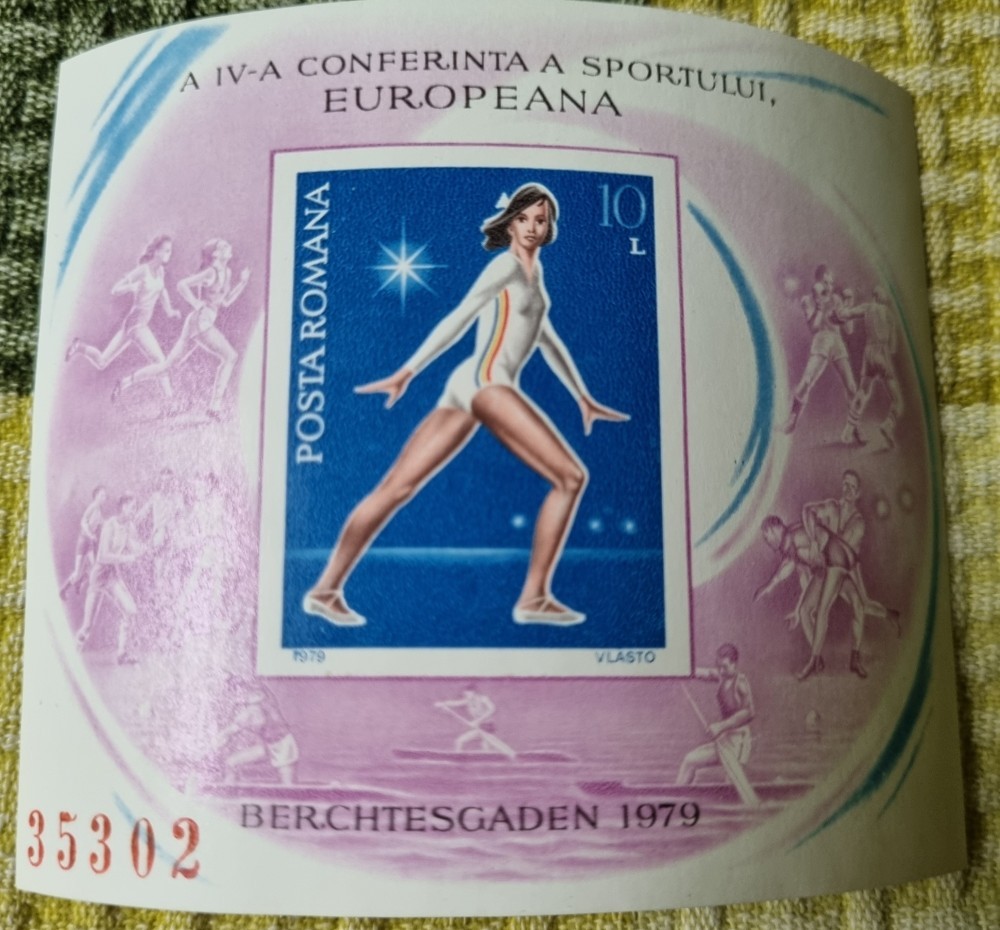 A IV-A CONFERINTA A SPORTULUI,
EUROPEANA
POSTA ROMANA
10
L
1979
VLASTO
BERCHTESGADEN 1979
35302